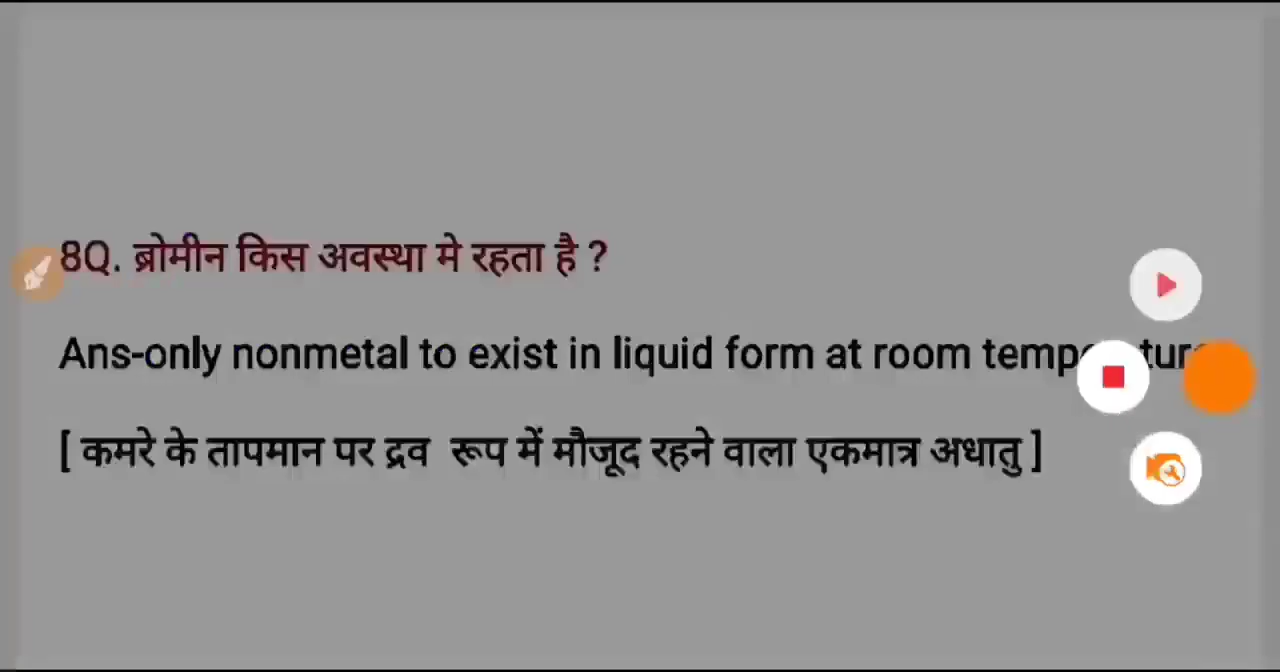 8Q. ब्रोमीन किस अवस्था मे रहता है ?
Ans-only nonmetal to exist in liquid form at room
[ कमरे के तापमान पर द्रव रूप में मौजूद रहने वाला एकमात्र अधातु ]